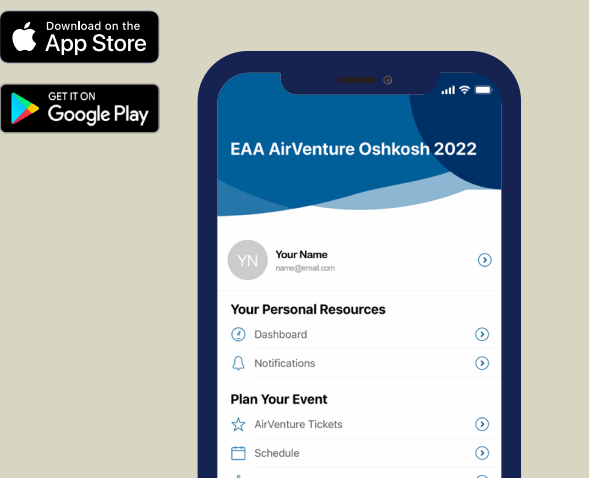 Download on the
App Store
GET IT ON
Google Play
EAA AirVenture Oshkosh 2022
YN
Your Name
name@email.com
Your Personal Resources
Dashboard
Notifications
Plan Your Event
AirVenture Tickets
Schedule